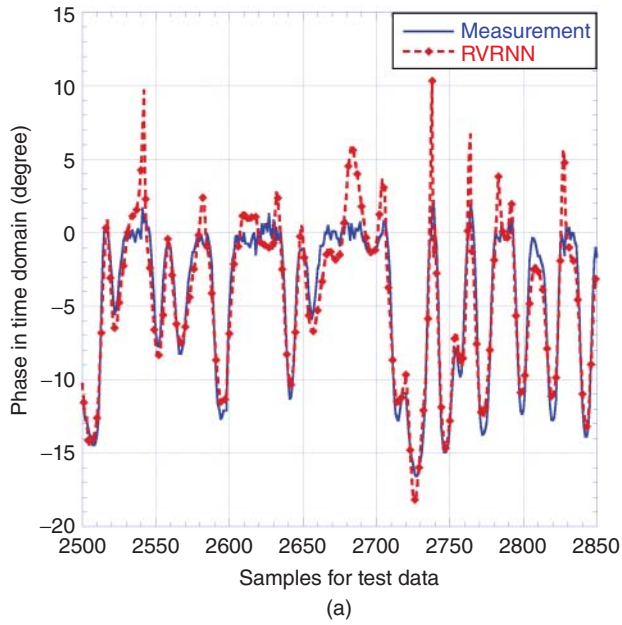 15
10
5
0
−5
−10
−15
−20
Phase in time domain (degree)
Measurement
RVRNN
2500 2550 2600 2650 2700 2750 2800 2850
Samples for test data
(a)